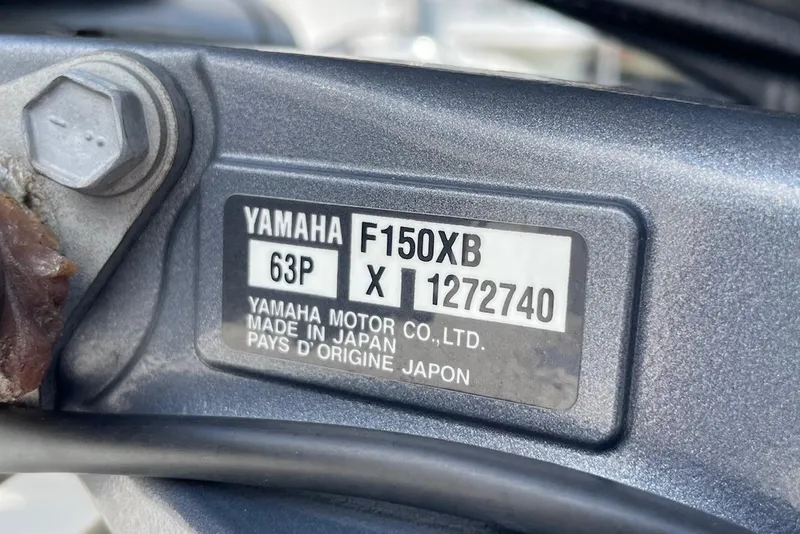 YAMAHA F150XB
63P X 1272740
YAMAHA MOTOR CO.,LTD.
MADE IN JAPAN
PAYS D'ORIGINE JAPON